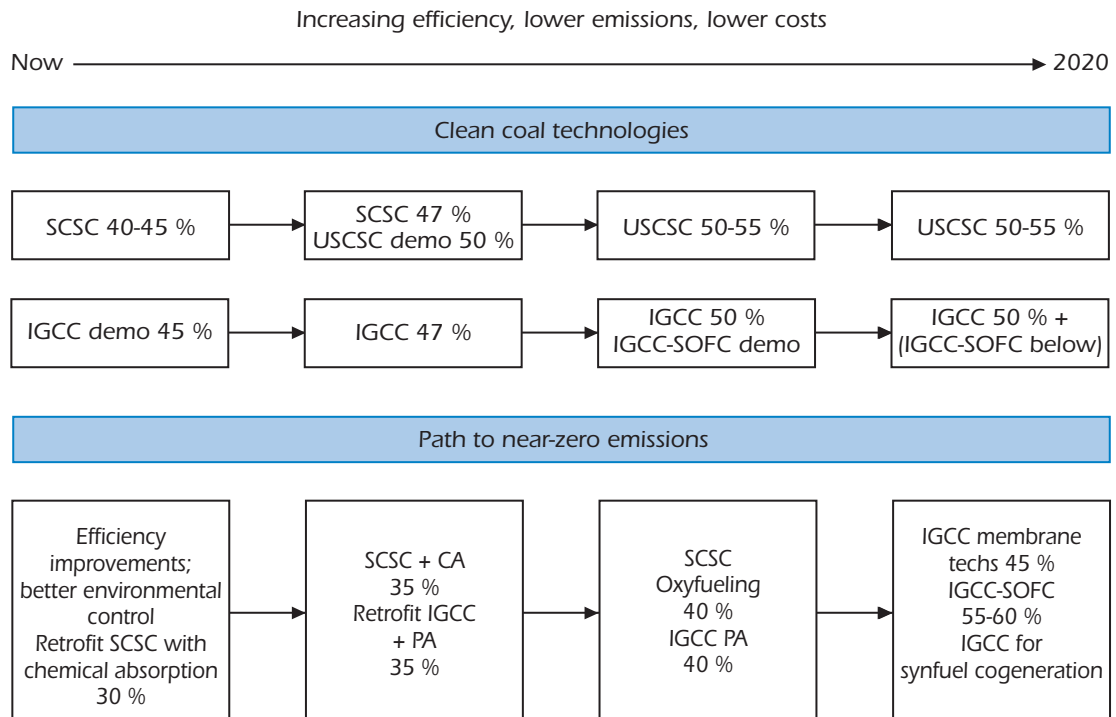 Increasing efficiency, lower emissions, lower costs
Now
2020
Clean coal technologies
SCSC 40-45 %
SCSC 47 %
USCSC demo 50 %
USCSC 50-55 %
USCSC 50-55 %
IGCC demo 45 %
IGCC 47 %
IGCC 50 %
IGCC-SOFC demo
IGCC 50 % +
(IGCC-SOFC below)
Path to near-zero emissions
Efficiency
improvements;
better environmental
control
Retrofit SCSC with
chemical absorption
30 %
SCSC + CA
35 %
Retrofit IGCC
+ PA
35 %
SCSC
Oxyfueling
40 %
IGCC PA
40 %
IGCC membrane
techs 45 %
IGCC-SOFC
55-60 %
IGCC for
synfuel cogeneration